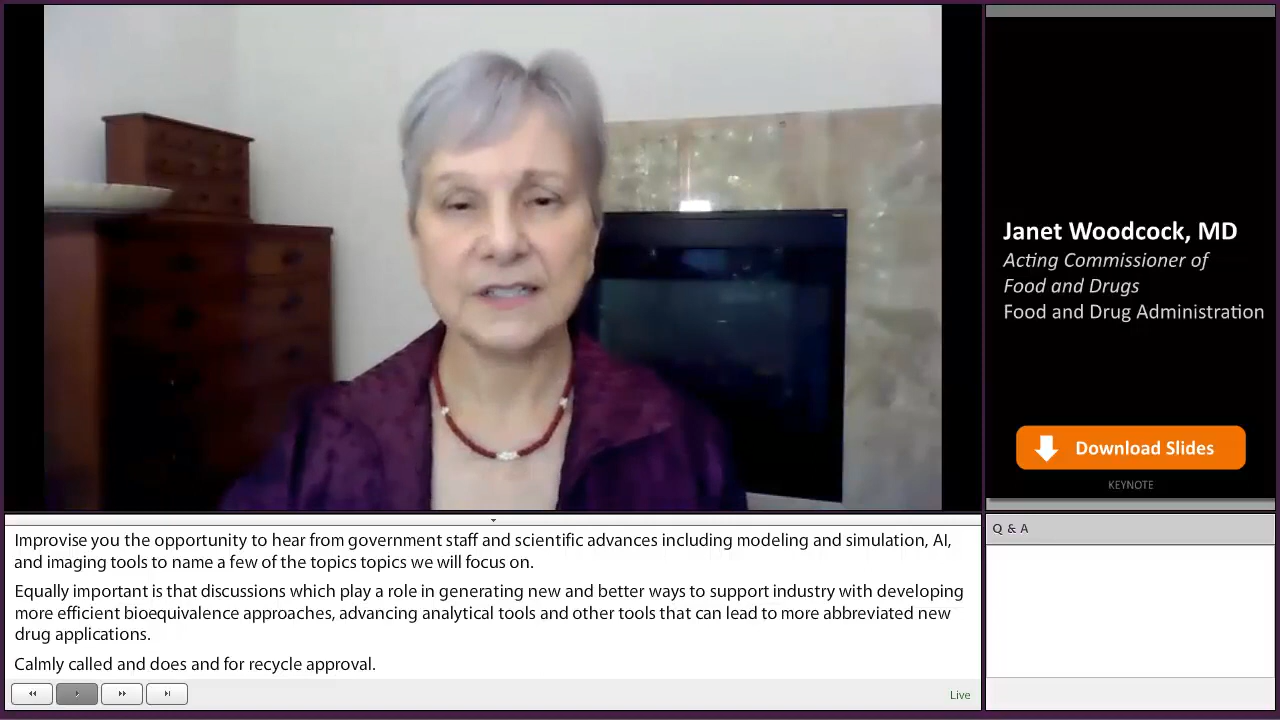 Janet Woodcock, MD
Acting Commissioner of
Food and Drugs
Food and Drug Administration
Download Slides
KEYNOTE
Improvise you the opportunity to hear from government staff and scientific advances including modeling and simulation, AI,
and imaging tools to name a few of the topics topics we will focus on.
Equally important is that discussions which play a role in generating new and better ways to support industry with developing
more efficient bioequivalence approaches, advancing analytical tools and other tools that can lead to more abbreviated new
drug applications.
Calmly called and does and for recycle approval.
Live
Q & A